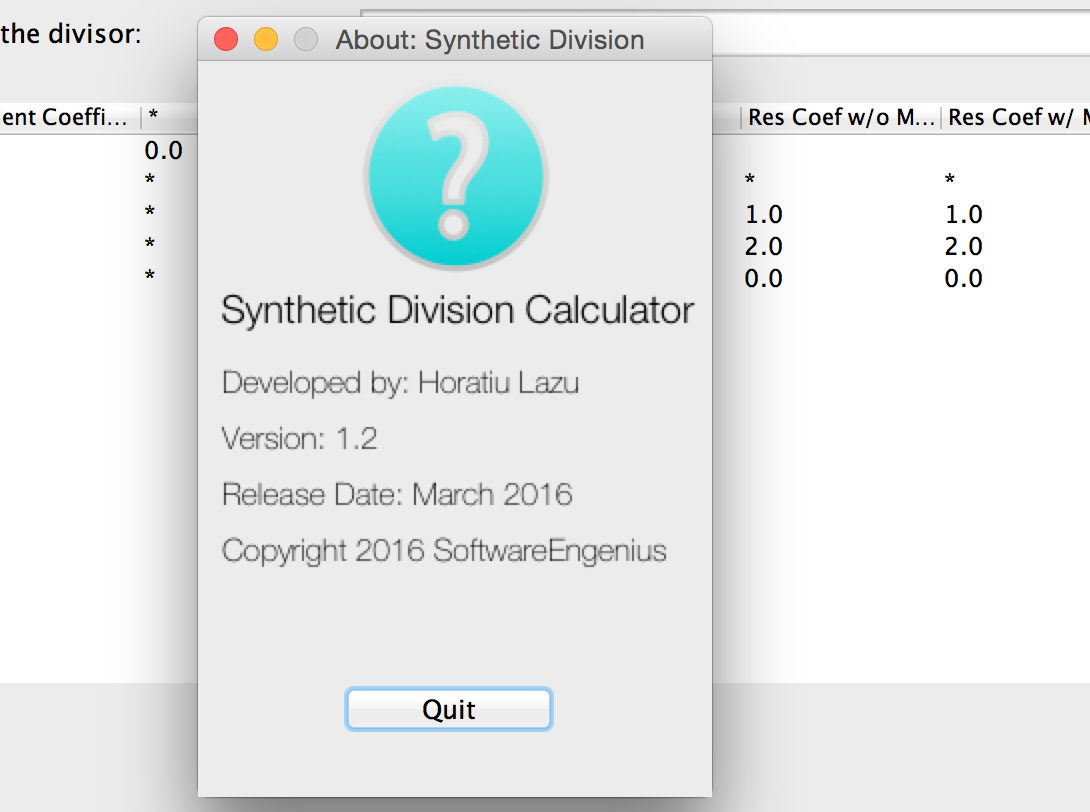 the divisor:
About: Synthetic Division
ent Coeffi... * Res Coef w/o M... Res Coef w/
0.0
* * *
* 1.0 1.0
* 2.0 2.0
* 0.0 0.0
?
Synthetic Division Calculator
Developed by: Horatiu Lazu
Version: 1.2
Release Date: March 2016
Copyright 2016 SoftwareEngenius
Quit